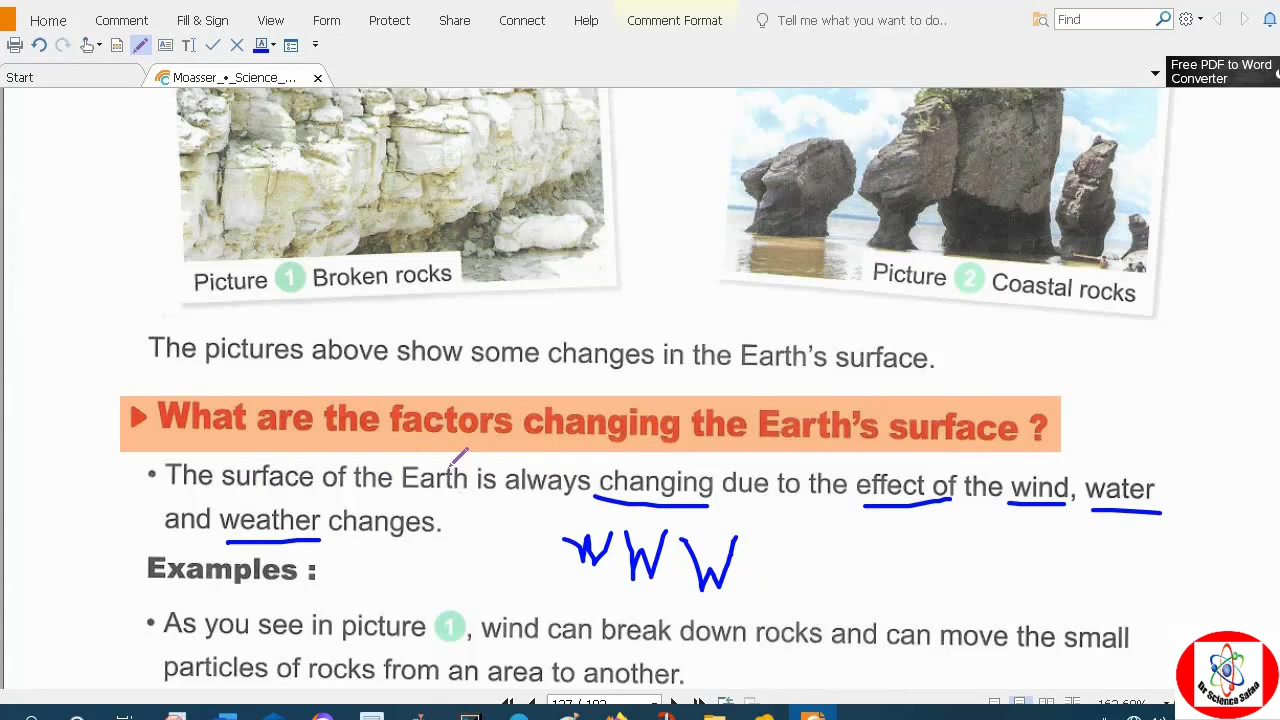 Home Comment Fill & Sign View Form Protect Share Connect Help Comment Format Tell me what you want to do.. Find
Start Moasser_•_Science_... × Free PDF to Word
Converter
Picture 1 Broken rocks
Picture 2 Coastal rocks
The pictures above show some changes in the Earth's surface.
What are the factors changing the Earth's surface ?
• The surface of the Earth is always changing due to the effect of the wind, water
and weather changes.
W W W
Examples :
• As you see in picture 1, wind can break down rocks and can move the small
particles of rocks from an area to another.
Dr Science Safaa